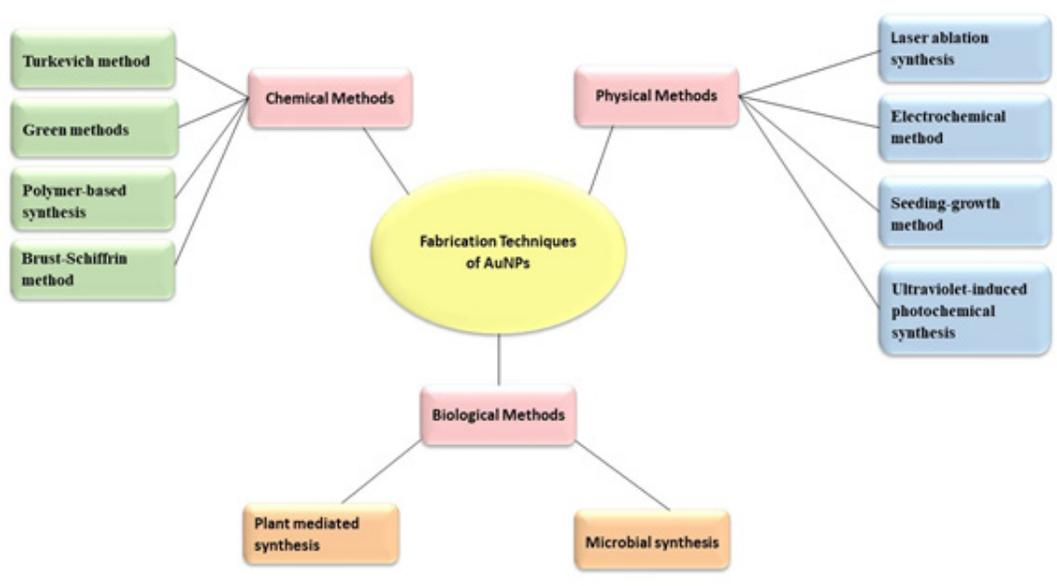 Turkevich method
Green methods
Polymer-based
synthesis
Brust-Schiffrin
method
Chemical Methods
Physical Methods
Laser ablation
synthesis
Electrochemical
method
Seeding-growth
method
Ultraviolet-induced
photochemical
synthesis
Fabrication Techniques
of AuNPs
Biological Methods
Plant mediated
synthesis
Microbial synthesis